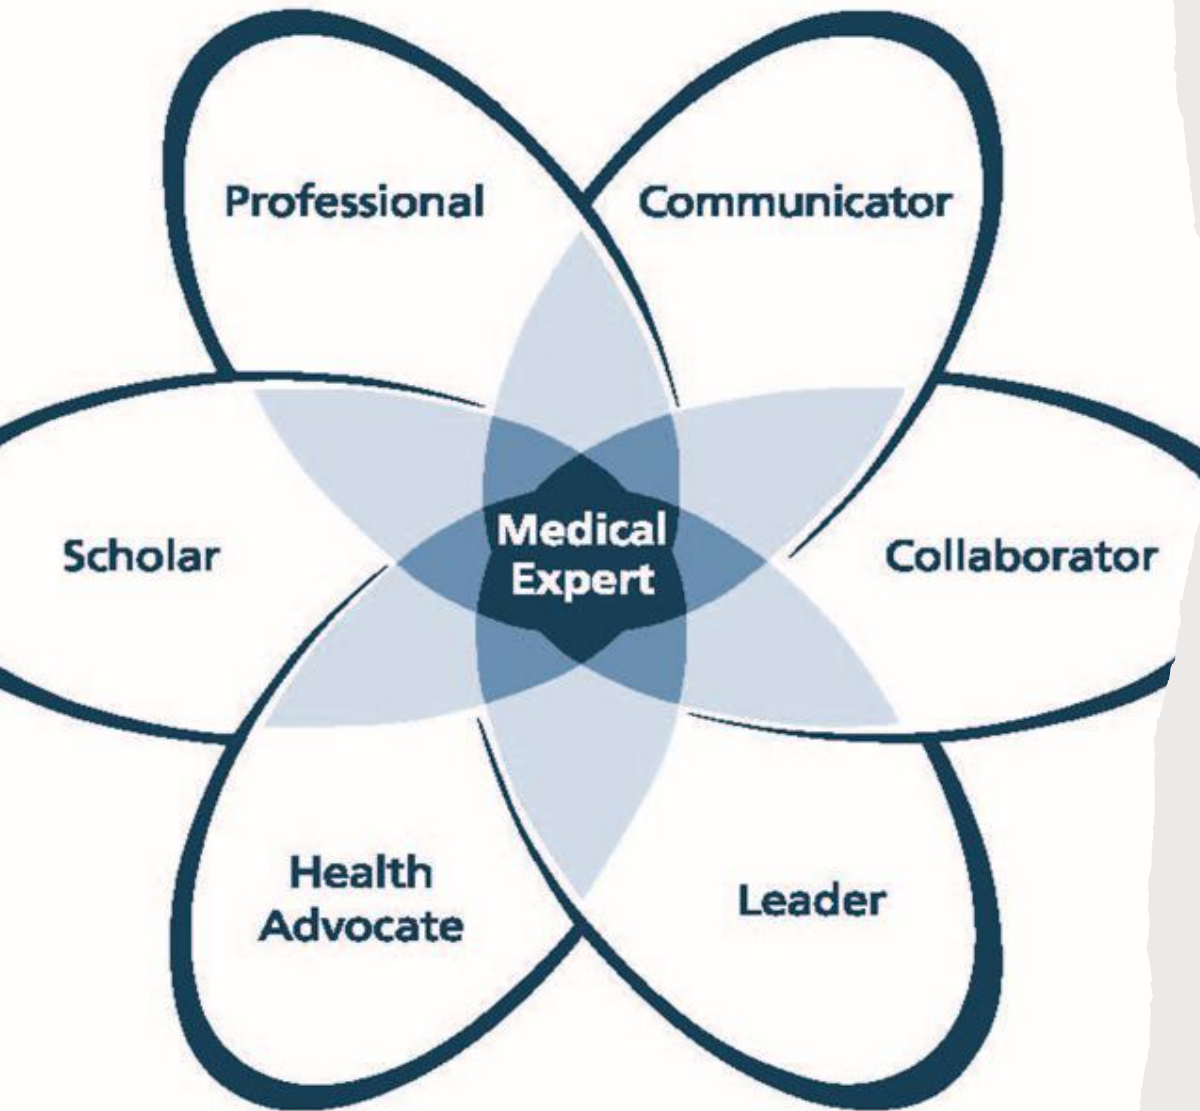 Professional
Communicator
Scholar
Medical
Expert
Collaborator
Health
Advocate
Leader